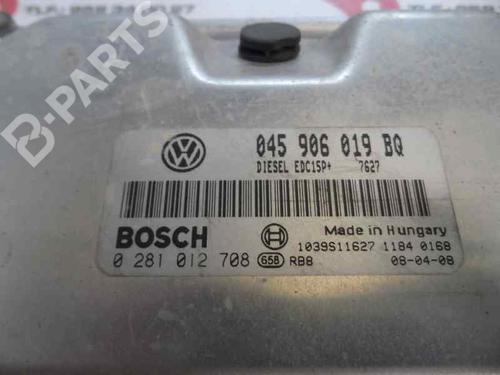 045 906 019 BQ
DIESEL EDC15P+ 7627
BOSCH
Made in Hungary
1039S11627 1184 0168
0 281 012 708 658 RB8 08-04-08
B-PARTS